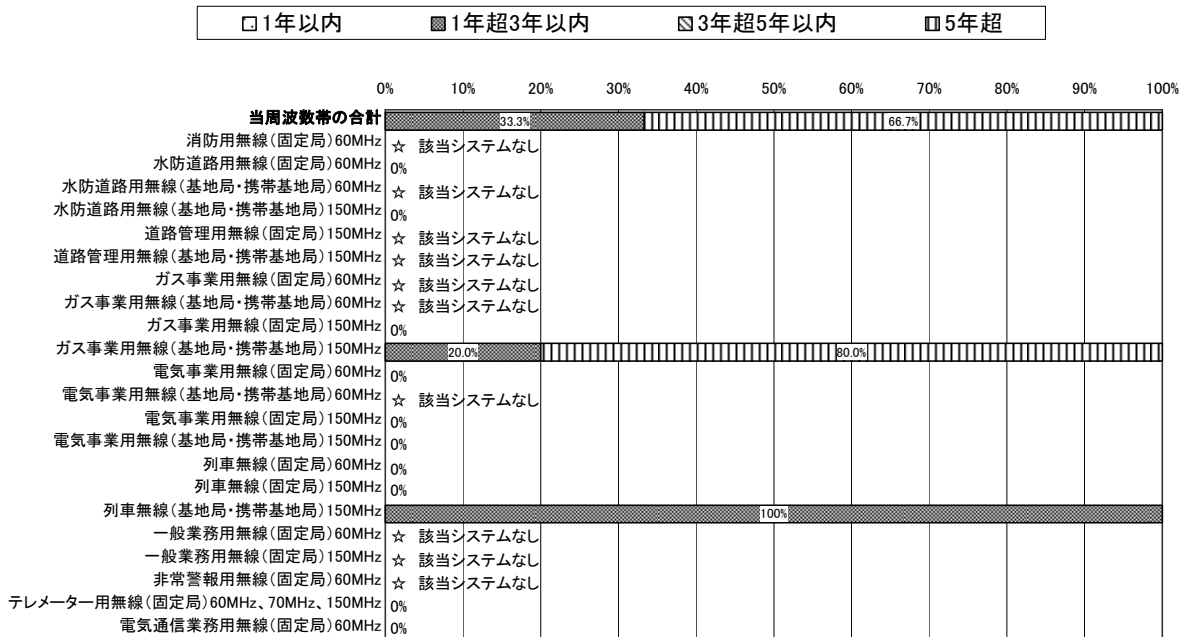 1年以内 1年超3年以内 3年超5年以内 5年超
0% 10% 20% 30% 40% 50% 60% 70% 80% 90% 100%
当周波数帯の合計 33.3% 66.7%
消防用無線(固定局)60MHz ☆ 該当システムなし
水防道路用無線(固定局)60MHz 0%
水防道路用無線(基地局・携帯基地局)60MHz ☆ 該当システムなし
水防道路用無線(基地局・携帯基地局)150MHz 0%
道路管理用無線(固定局)150MHz ☆ 該当システムなし
道路管理用無線(基地局・携帯基地局)150MHz ☆ 該当システムなし
ガス事業用無線(固定局)60MHz ☆ 該当システムなし
ガス事業用無線(基地局・携帯基地局)60MHz ☆ 該当システムなし
ガス事業用無線(固定局)150MHz 0%
ガス事業用無線(基地局・携帯基地局)150MHz 20.0% 80.0%
電気事業用無線(固定局)60MHz 0%
電気事業用無線(基地局・携帯基地局)60MHz ☆ 該当システムなし
電気事業用無線(固定局)150MHz 0%
電気事業用無線(基地局・携帯基地局)150MHz 0%
列車無線(固定局)60MHz 0%
列車無線(固定局)150MHz 0%
列車無線(基地局・携帯基地局)150MHz 100%
一般業務用無線(固定局)60MHz ☆ 該当システムなし
一般業務用無線(固定局)150MHz ☆ 該当システムなし
非常警報用無線(固定局)60MHz ☆ 該当システムなし
テレメーター用無線(固定局)60MHz、70MHz、150MHz 0%
電気通信業務用無線(固定局)60MHz 0%